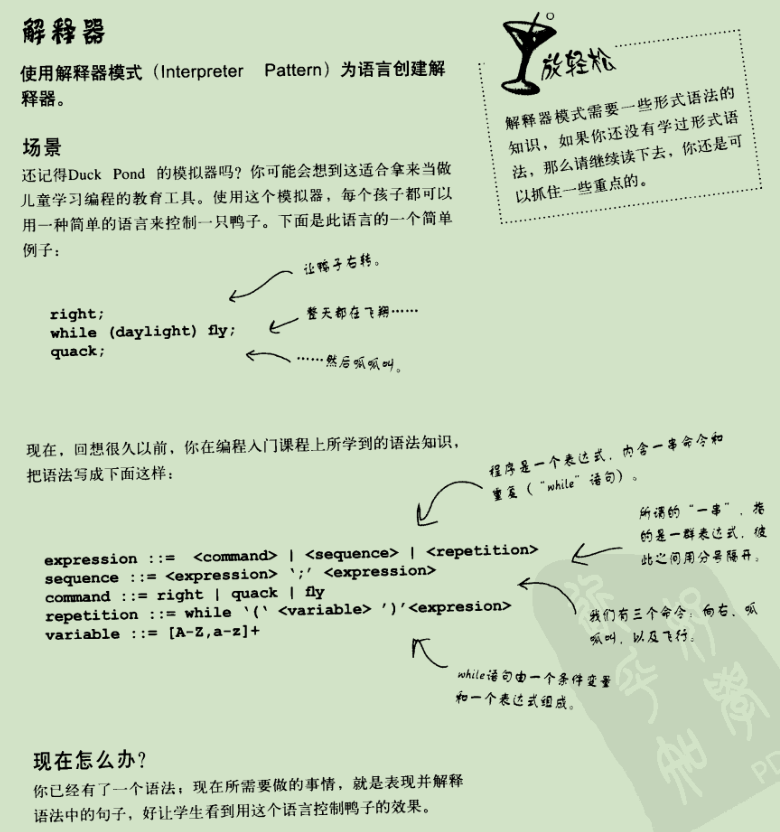 解释器
使用解释器模式（Interpreter Pattern）为语言创建解
释器。
放轻松
解释器模式需要一些形式语法的
知识，如果你还没有学过形式语
法，那么请继续读下去，你还是可
以抓住一些重点的。
场景
还记得Duck Pond 的模拟器吗？你可能会想到这适合拿来当做
儿童学习编程的教育工具。使用这个模拟器，每个孩子都可以
用一种简单的语言来控制一只鸭子。下面是此语言的一个简单
例子：
让鸭子右转。
right;
整天都在飞翔……
while (daylight) fly;
quack;
……然后呱呱叫。
现在，回想很久以前，你在编程入门课程上所学到的语法知识，
把语法写成下面这样：
程序是一个表达式，内含一串命令和
重复（“while”语句）。
所谓的“一串”，指
的是一群表达式，彼
此之间用分号隔开。
expression ::= <command> | <sequence> | <repetition>
sequence ::= <expression> ‘;’ <expression>
command ::= right | quack | fly
repetition ::= while ‘(‘ <variable> ’)’<expresion>
variable ::= [A-Z,a-z]+
我们有三个命令：向右、呱
呱叫，以及飞行。
while语句由一个条件变量
和一个表达式组成。
现在怎么办？
你已经有了一个语法；现在所需要做的事情，就是表现并解释
语法中的句子，好让学生看到用这个语言控制鸭子的效果。
PD